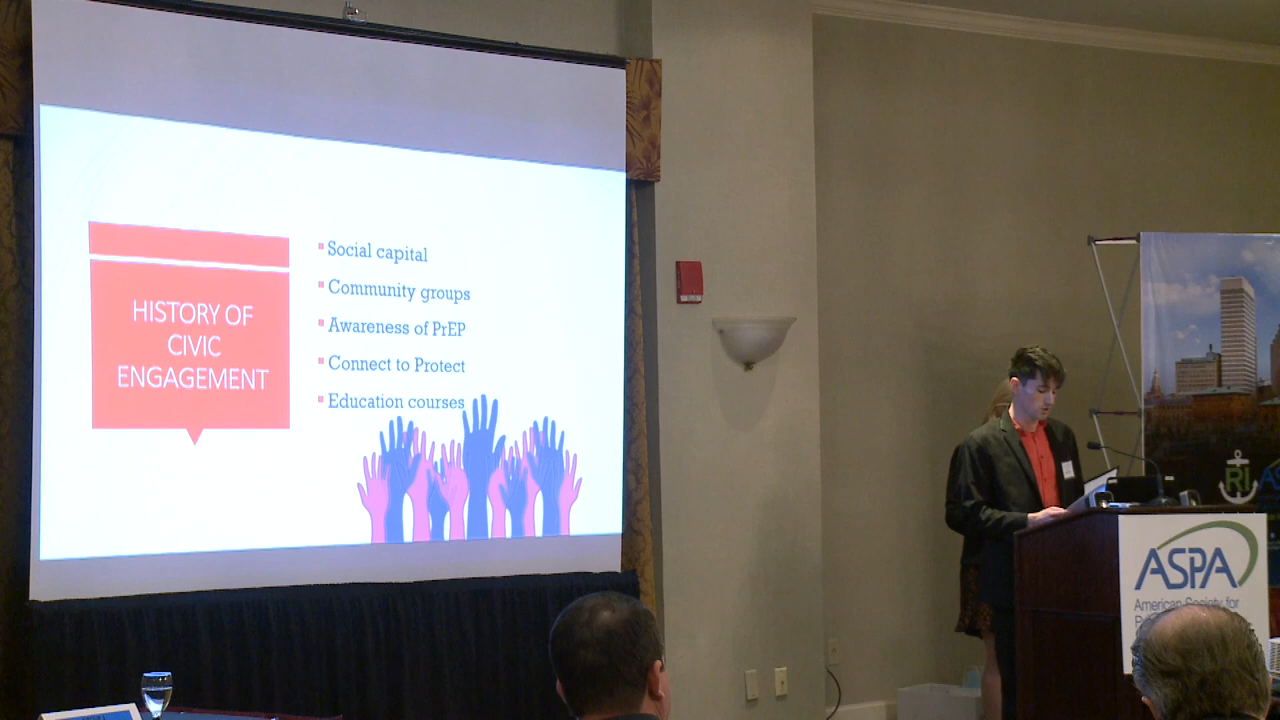 HISTORY OF
CIVIC
ENGAGEMENT
Social capital
Community groups
Awareness of PrEP
Connect to Protect
Education courses
RI
ASPA
American Society for